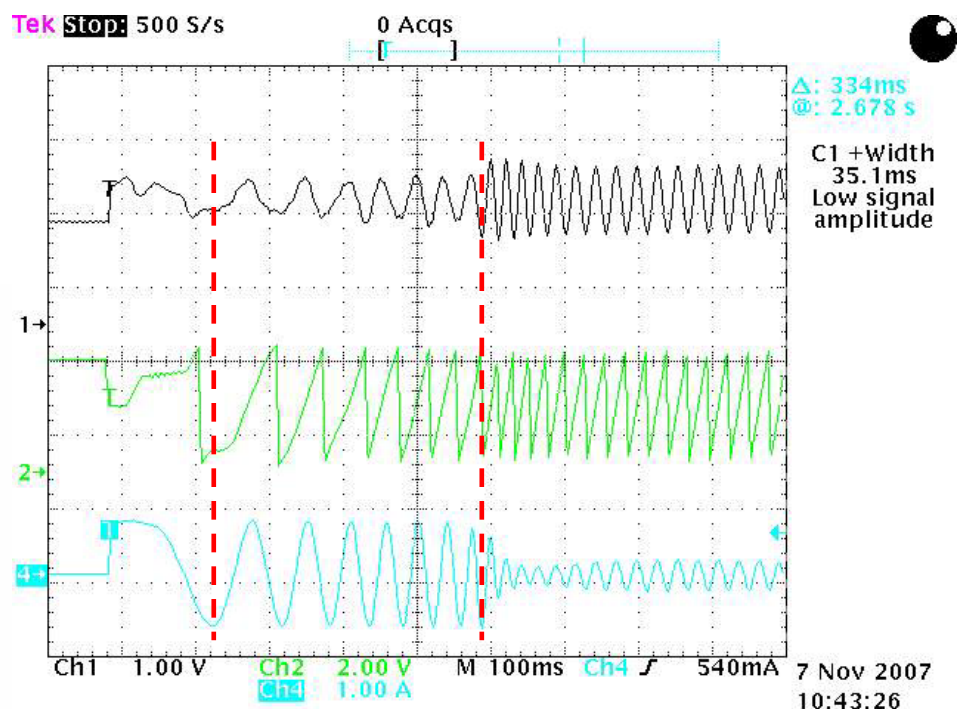 Tek Stop: 500 S/s 0 Acqs
[ T ]
Δ: 334ms
@: 2.678 s
C1 +Width
35.1ms
Low signal
amplitude
T
1→
T
2→
1
4→
Ch1 1.00 V Ch2 2.00 V M 100ms Ch4 540mA
Ch4 1.00 A
7 Nov 2007
10:43:26